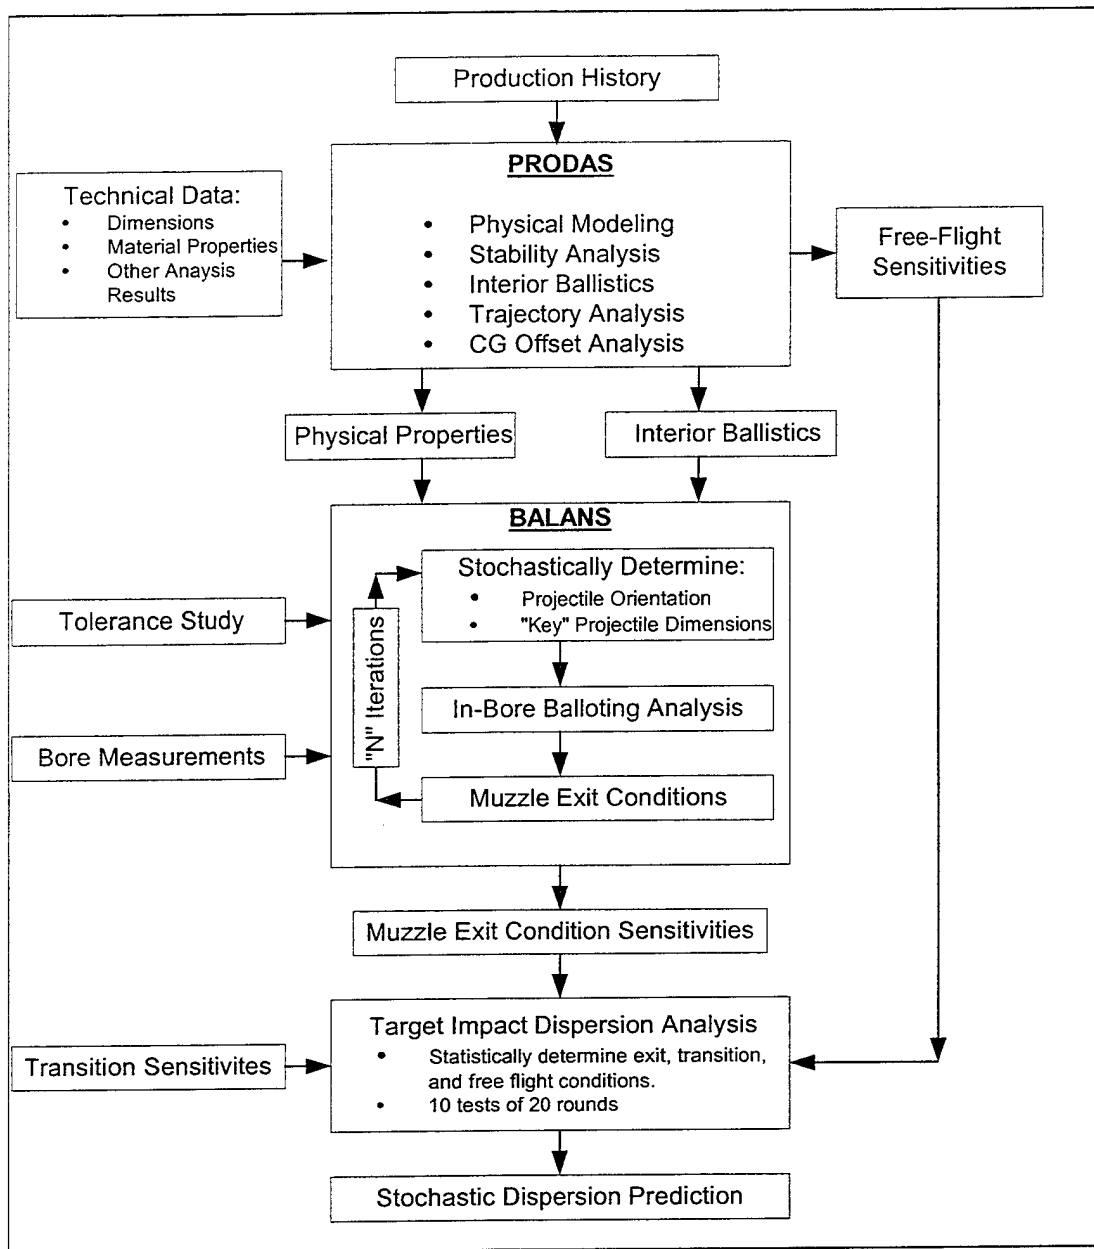 Production History
PRODAS
• Physical Modeling
• Stability Analysis
• Interior Ballistics
• Trajectory Analysis
• CG Offset Analysis
Technical Data:
• Dimensions
• Material Properties
• Other Anaysis
Results
Free-Flight
Sensitivities
Physical Properties
Interior Ballistics
BALANS
Stochastically Determine:
• Projectile Orientation
• "Key" Projectile Dimensions
"N" Iterations
In-Bore Balloting Analysis
Muzzle Exit Conditions
Tolerance Study
Bore Measurements
Muzzle Exit Condition Sensitivities
Target Impact Dispersion Analysis
• Statistically determine exit, transition,
and free flight conditions.
• 10 tests of 20 rounds
Transition Sensitivites
Stochastic Dispersion Prediction